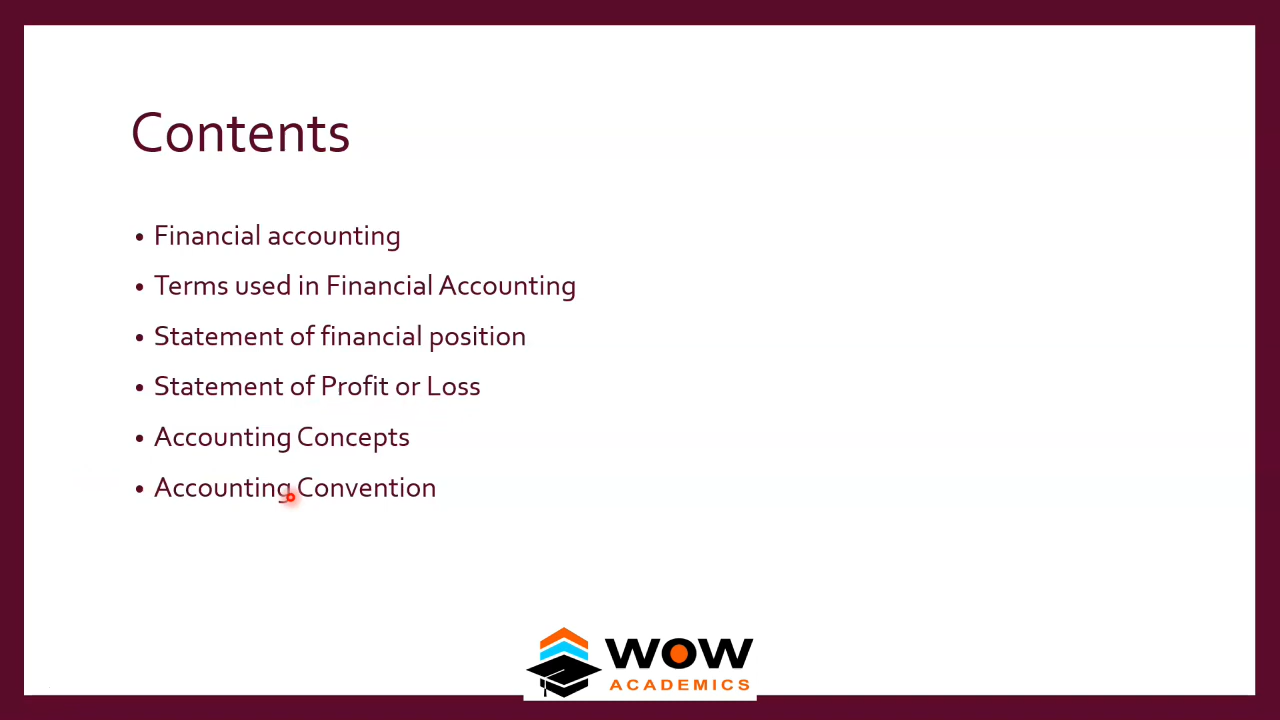 Contents
• Financial accounting
• Terms used in Financial Accounting
• Statement of financial position
• Statement of Profit or Loss
• Accounting Concepts
• Accounting Convention
WOW
ACADEMICS